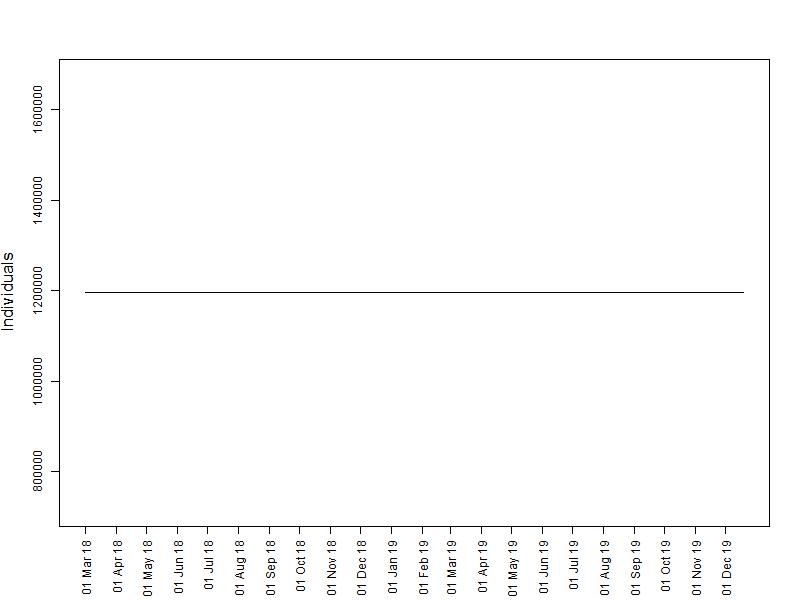 Individuals
1600000
1400000
1200000
1000000
800000
01 Mar 18
01 Apr 18
01 May 18
01 Jun 18
01 Jul 18
01 Aug 18
01 Sep 18
01 Oct 18
01 Nov 18
01 Dec 18
01 Jan 19
01 Feb 19
01 Mar 19
01 Apr 19
01 May 19
01 Jun 19
01 Jul 19
01 Aug 19
01 Sep 19
01 Oct 19
01 Nov 19
01 Dec 19